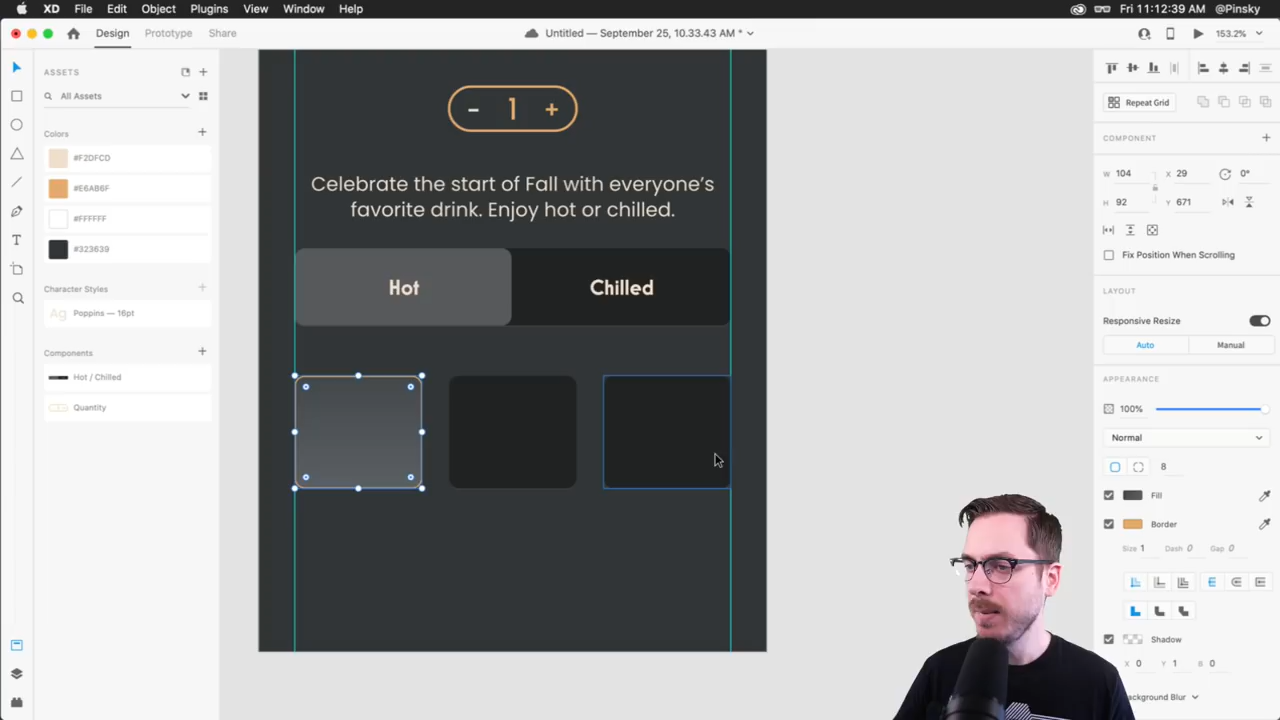 XD File Edit Object Plugins View Window Help
Fri 11:12:39 AM @Pinsky
Design Prototype Share
Untitled — September 25, 10.33.43 AM *
153.2%
ASSETS
All Assets
Colors
#F2DFCD
#E6AB6F
#FFFFFF
#323639
Character Styles
Ag Poppins — 16pt
Components
Hot / Chilled
Quantity
- 1 +
Celebrate the start of Fall with everyone's
favorite drink. Enjoy hot or chilled.
Hot
Chilled
Repeat Grid
COMPONENT
W 104 X 29 0°
H 92 Y 671
Fix Position When Scrolling
LAYOUT
Responsive Resize
Auto Manual
APPEARANCE
100%
Normal
8
Fill
Border
Size 1 Dash 0 Gap 0
Shadow
X 0 Y 1 B 0
ackground Blur